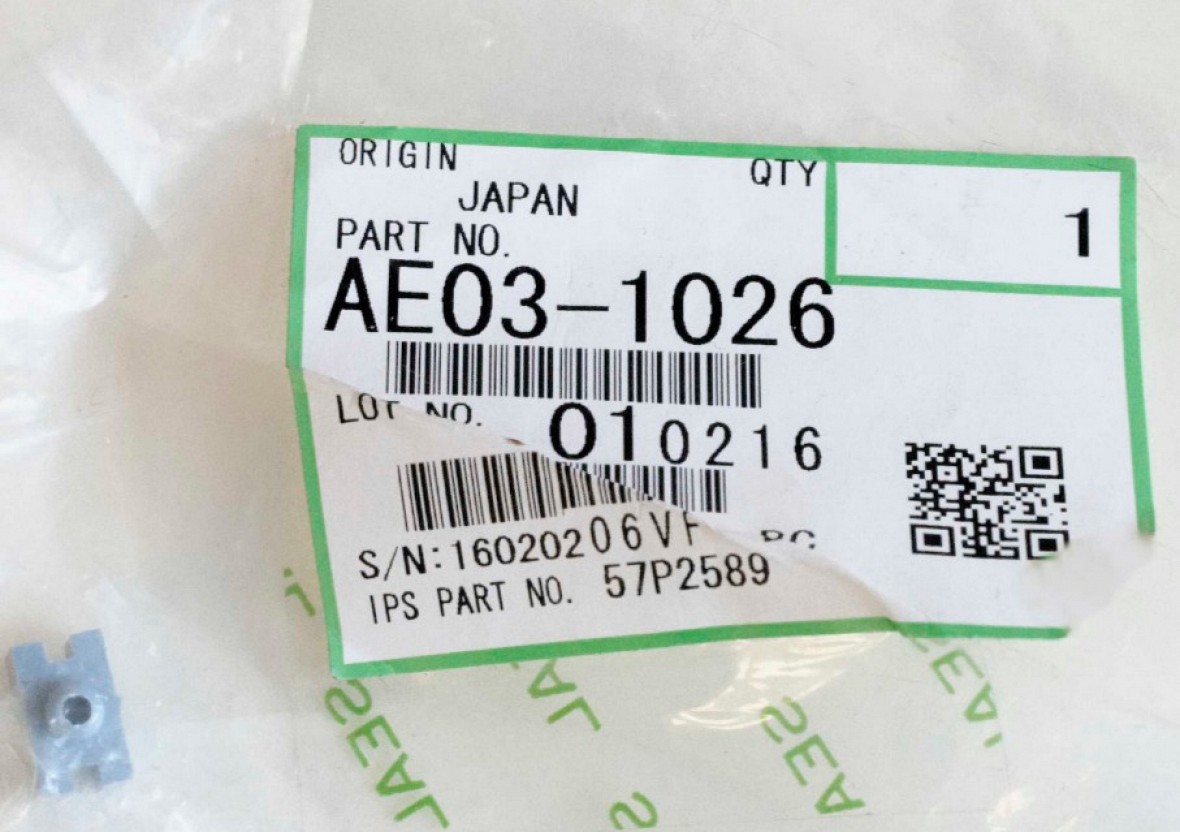 ORIGIN
QTY
1
JAPAN
PART NO.
AE03-1026
LOT NO. 010216
S/N:16020206VF
IPS PART NO. 57P2589